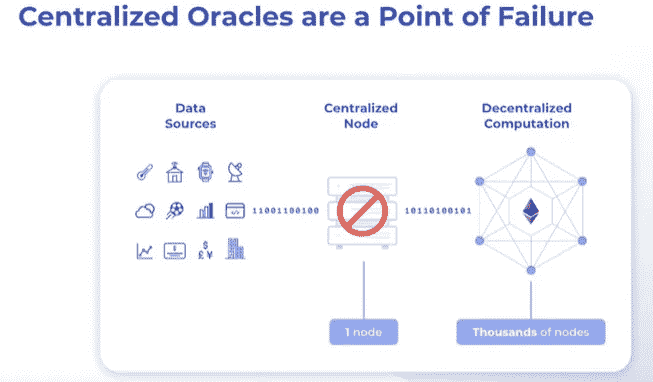 Centralized Oracles are a Point of Failure
Data
Sources
Centralized
Node
Decentralized
Computation
11001100100
10110100101
1 node
Thousands of nodes